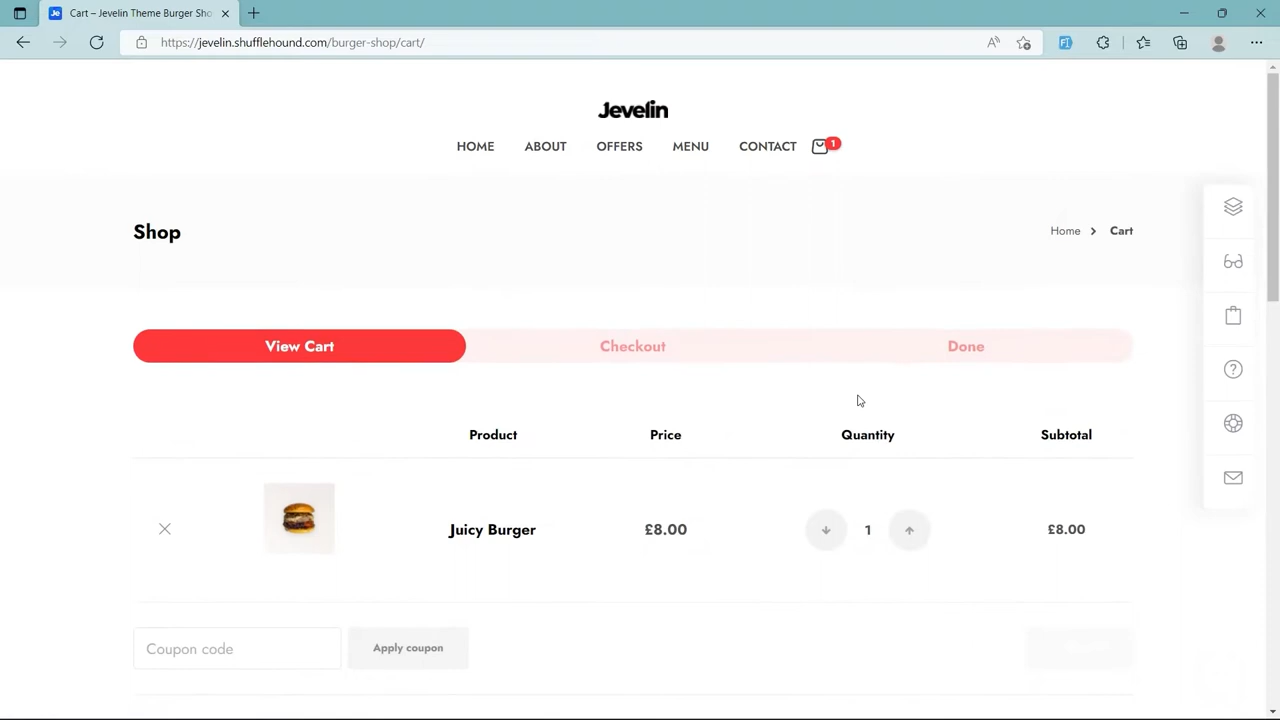 Cart – Jevelin Theme Burger Sho
https://jevelin.shufflehound.com/burger-shop/cart/
Jevelin
HOME ABOUT OFFERS MENU CONTACT 1
Shop
Home Cart
View Cart Checkout Done
Product Price Quantity Subtotal
Juicy Burger £8.00 1 £8.00
Coupon code Apply coupon